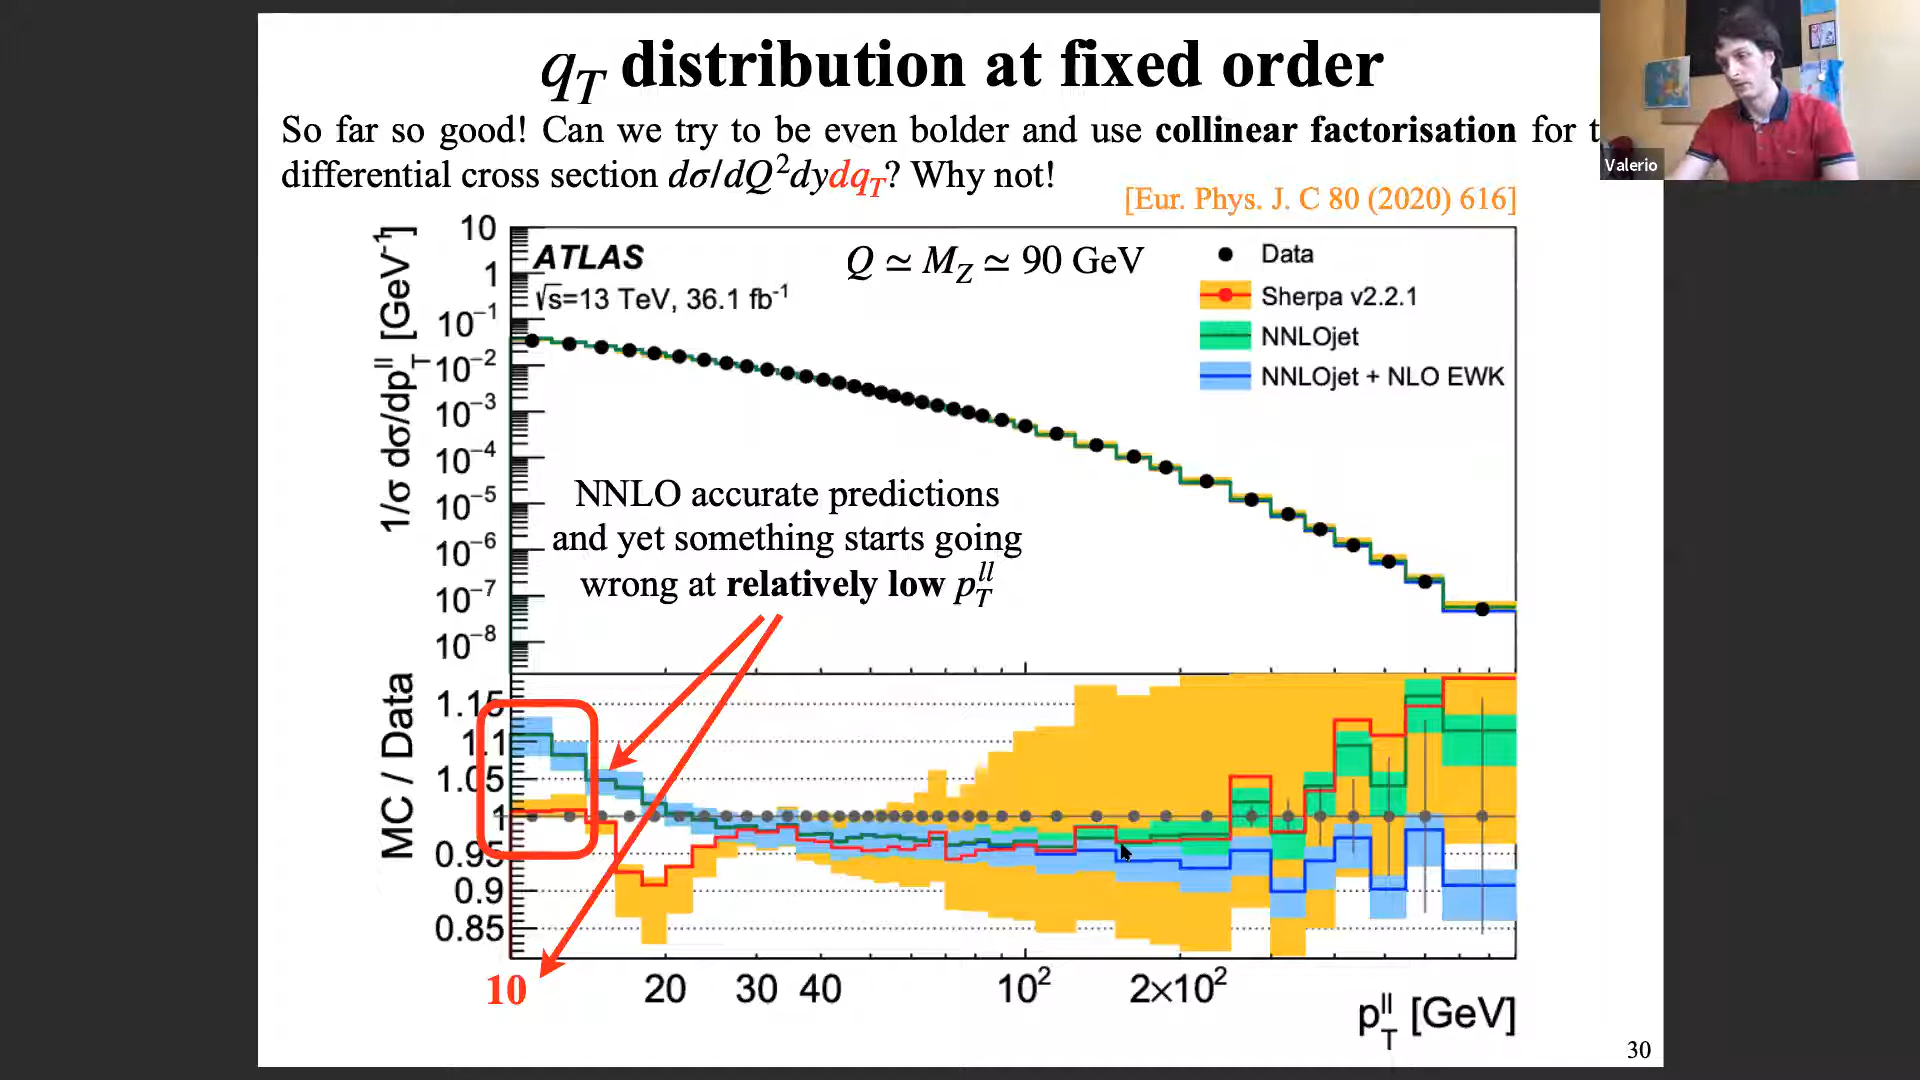 qT distribution at fixed order
So far so good! Can we try to be even bolder and use collinear factorisation for t
differential cross section dσ/dQ²dydqT? Why not!
Valerio
[Eur. Phys. J. C 80 (2020) 616]
ATLAS
√s=13 TeV, 36.1 fb⁻¹
Q ≃ M_Z ≃ 90 GeV
Data
Sherpa v2.2.1
NNLOjet
NNLOjet + NLO EWK
1/σ dσ/dp_T^ll [GeV⁻¹]
10
1
10⁻¹
10⁻²
10⁻³
10⁻⁴
10⁻⁵
10⁻⁶
10⁻⁷
10⁻⁸
NNLO accurate predictions
and yet something starts going
wrong at relatively low p_T^ll
MC / Data
1.15
1.1
1.05
1
0.95
0.9
0.85
10
20
30
40
10²
2×10²
p_T^ll [GeV]
30